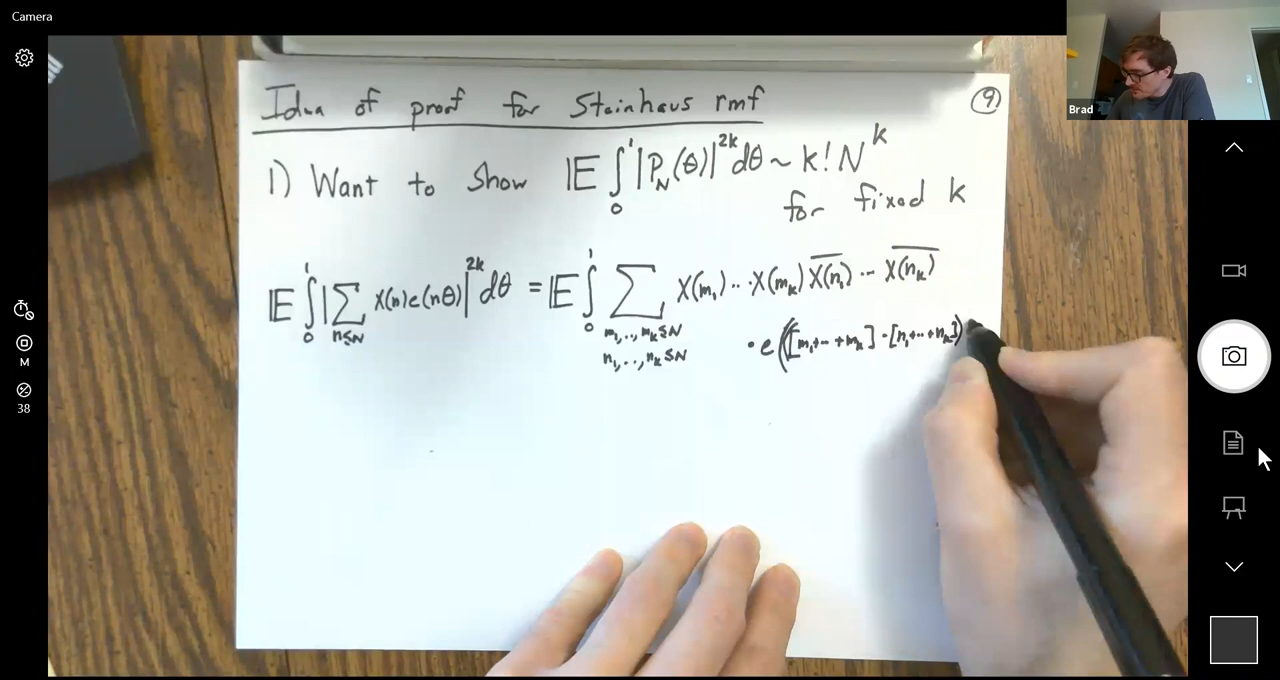 Camera
Brad
Idea of proof for Steinhaus rmf
9
1) Want to show 𝔼 ∫₀¹ |P_N(θ)|^{2k} dθ ~ k! N^k
for fixed k
𝔼 ∫₀¹ |∑_{n≤N} X(n)e(nθ)|^{2k} dθ = 𝔼 ∫₀¹ ∑_{m₁,..,m_k≤N n₁,..,n_k≤N} X(m₁)...X(m_k) \overline{X(n₁)} ... \overline{X(n_k)}
· e(([m₁+..+m_k] - [n₁+..+n_k])
M
38